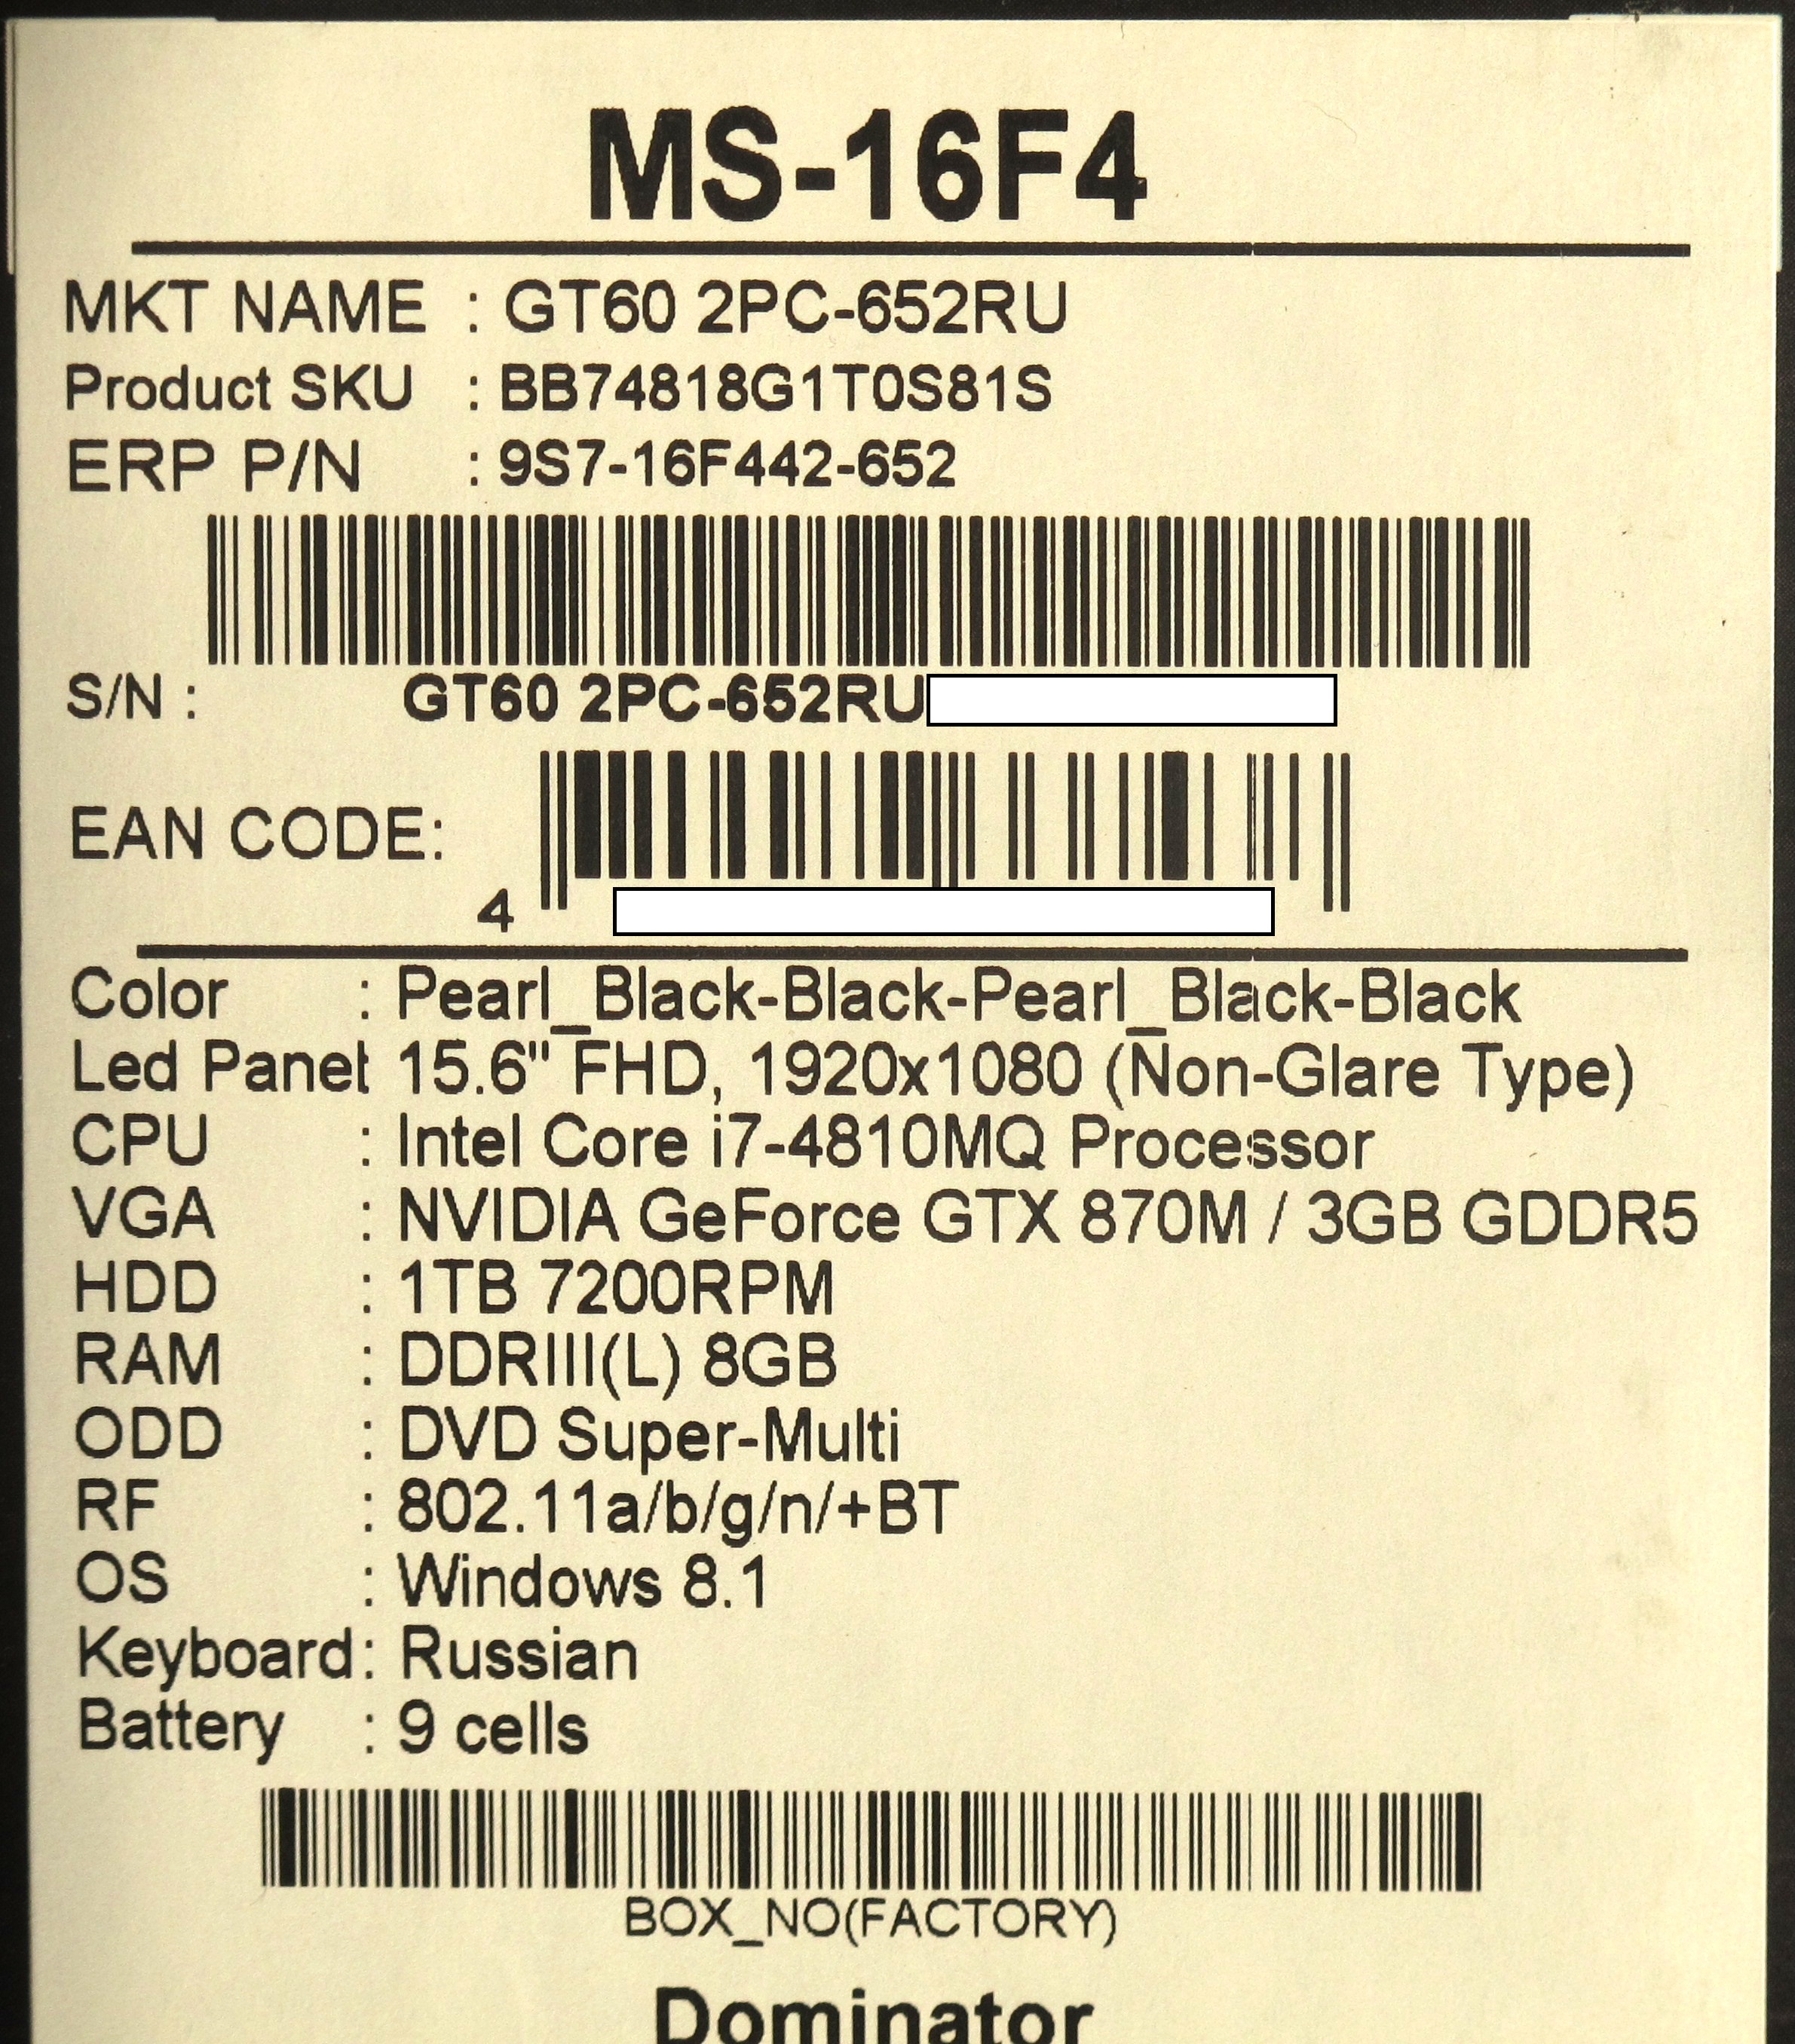 MS-16F4
MKT NAME : GT60 2PC-652RU
Product SKU : BB74818G1T0S81S
ERP P/N : 9S7-16F442-652
S/N : GT60 2PC-652RU
EAN CODE:
4
Color : Pearl_Black-Black-Pearl_Black-Black
Led Panel 15.6" FHD, 1920x1080 (Non-Glare Type)
CPU : Intel Core i7-4810MQ Processor
VGA : NVIDIA GeForce GTX 870M / 3GB GDDR5
HDD : 1TB 7200RPM
RAM : DDRIII(L) 8GB
ODD : DVD Super-Multi
RF : 802.11a/b/g/n/+BT
OS : Windows 8.1
Keyboard : Russian
Battery : 9 cells
BOX_NO(FACTORY)
Dominator